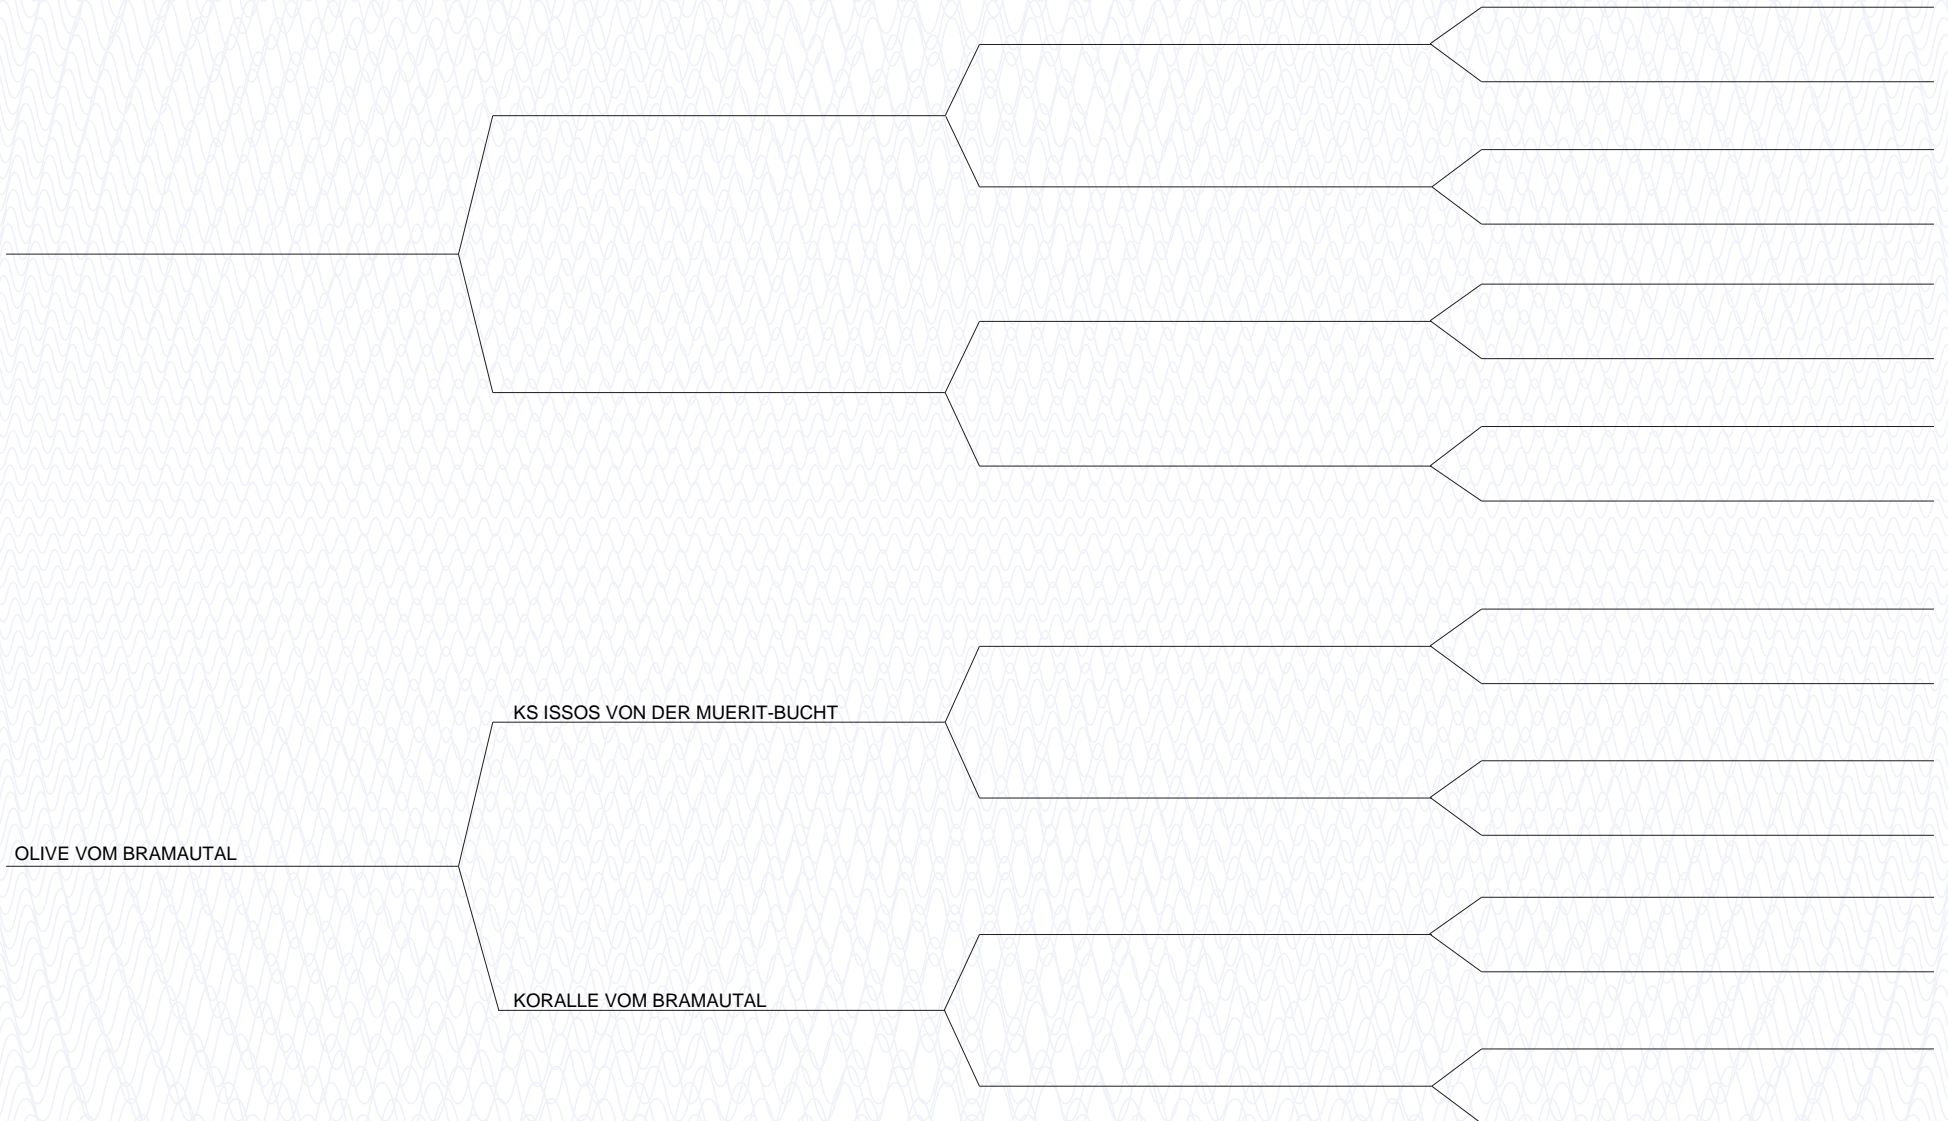 KS ISSOS VON DER MUERIT-BUCHT
OLIVE VOM BRAMAUTAL
KORALLE VOM BRAMAUTAL